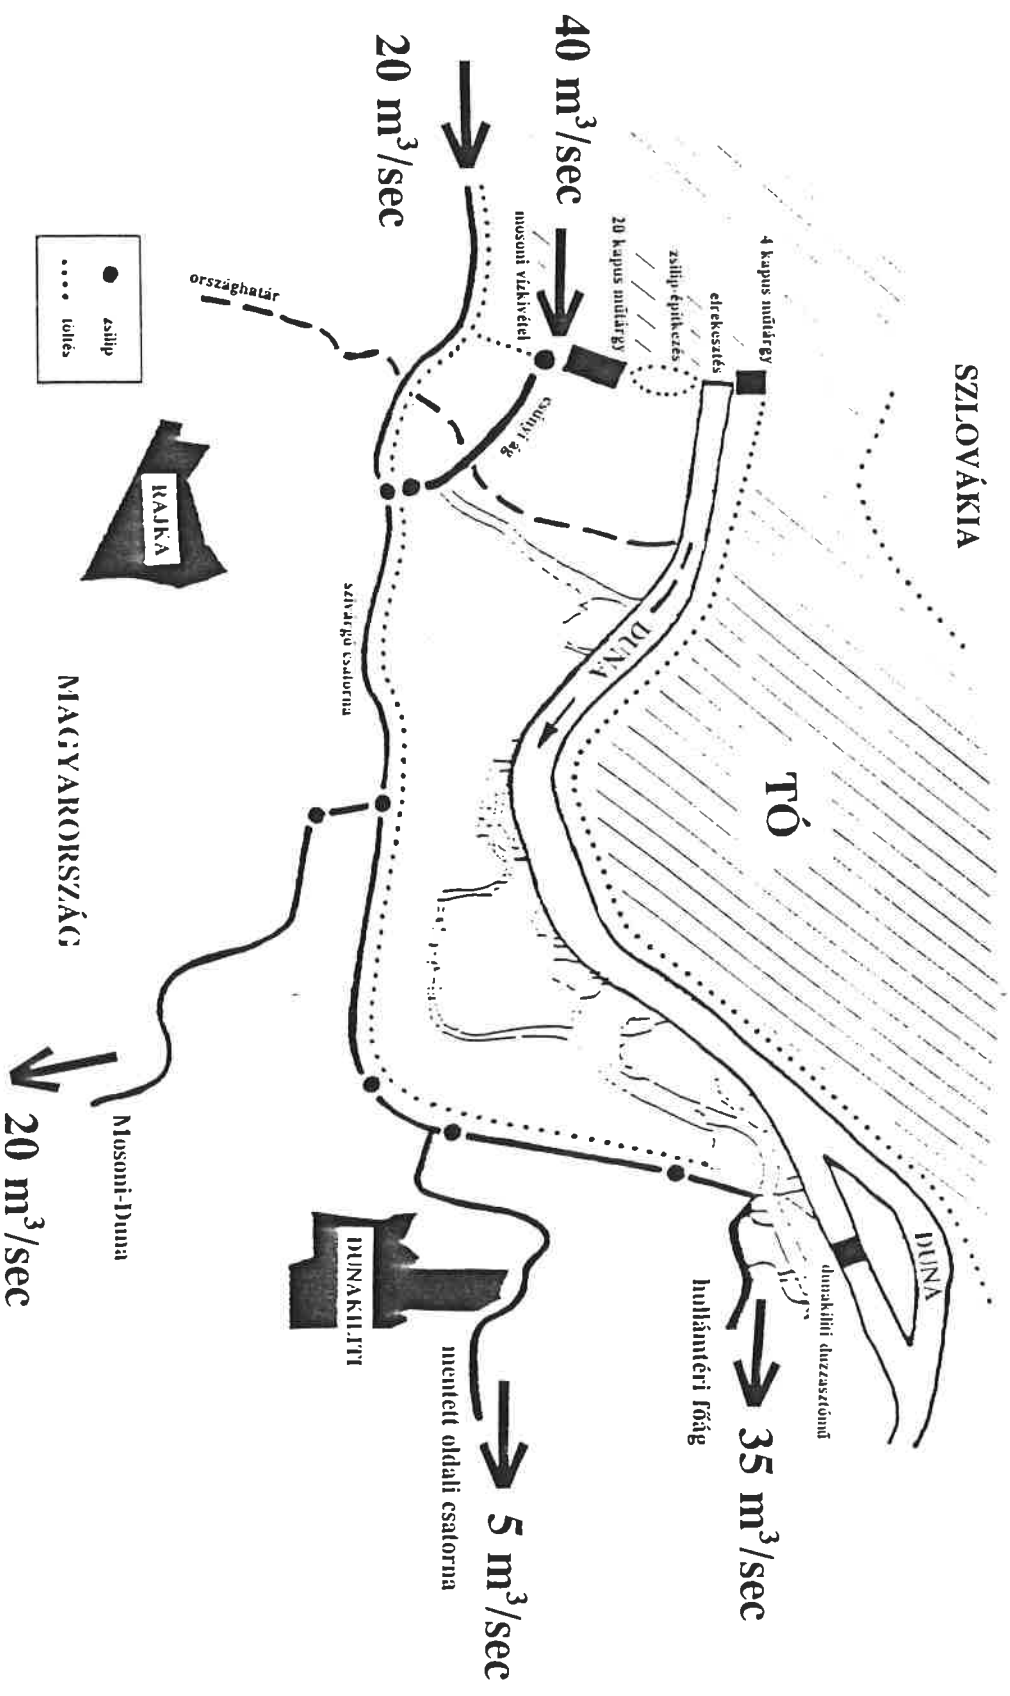 SZLOVÁKIA
4 kapus műtárgy
elrekesztés
zsilip-építkezés
20 kapus műtárgy
mosoni vízkivétel
40 m³/sec
20 m³/sec
TÓ
DUNA
DUNA
csúnyi ág
országhatár
zsilip
töltés
RAJKA
szivárgó csatorna
MAGYARORSZÁG
dunakiliti duzzasztómű
hullámtéri főág
35 m³/sec
DUNAKILITI
mentett oldali csatorna
5 m³/sec
Mosoni-Duna
20 m³/sec